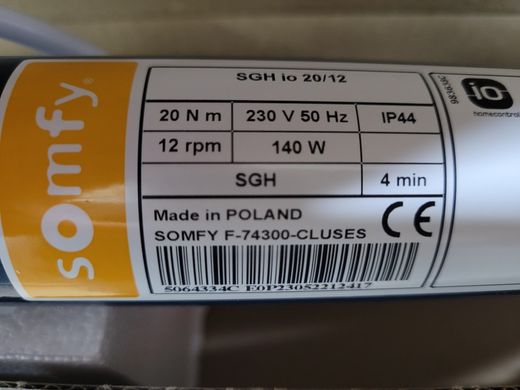 somfy®
SGH io 20/12
20 N m 230 V 50 Hz IP44
12 rpm 140 W
SGH 4 min
Made in POLAND
SOMFY F-74300-CLUSES
CE
5064334C E0P23052212417
io
homecontrol